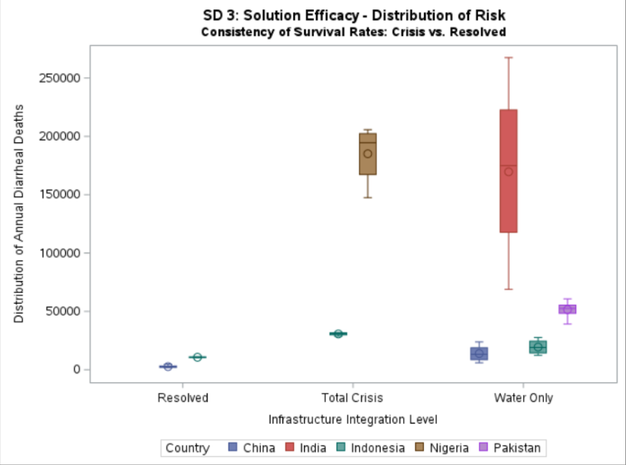 SD 3: Solution Efficacy - Distribution of Risk
Consistency of Survival Rates: Crisis vs. Resolved
Distribution of Annual Diarrheal Deaths
250000
200000
150000
100000
50000
0
Resolved Total Crisis Water Only
Infrastructure Integration Level
Country China India Indonesia Nigeria Pakistan